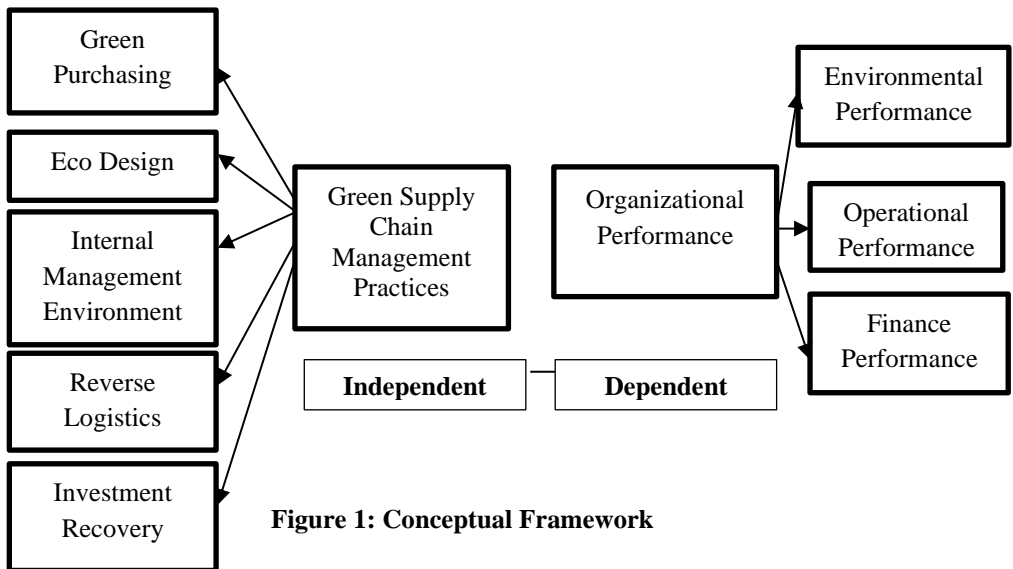 Green
Purchasing
Eco Design
Internal
Management
Environment
Reverse
Logistics
Investment
Recovery
Green Supply
Chain
Management
Practices
Independent
Organizational
Performance
Dependent
Environmental
Performance
Operational
Performance
Finance
Performance
Figure 1: Conceptual Framework